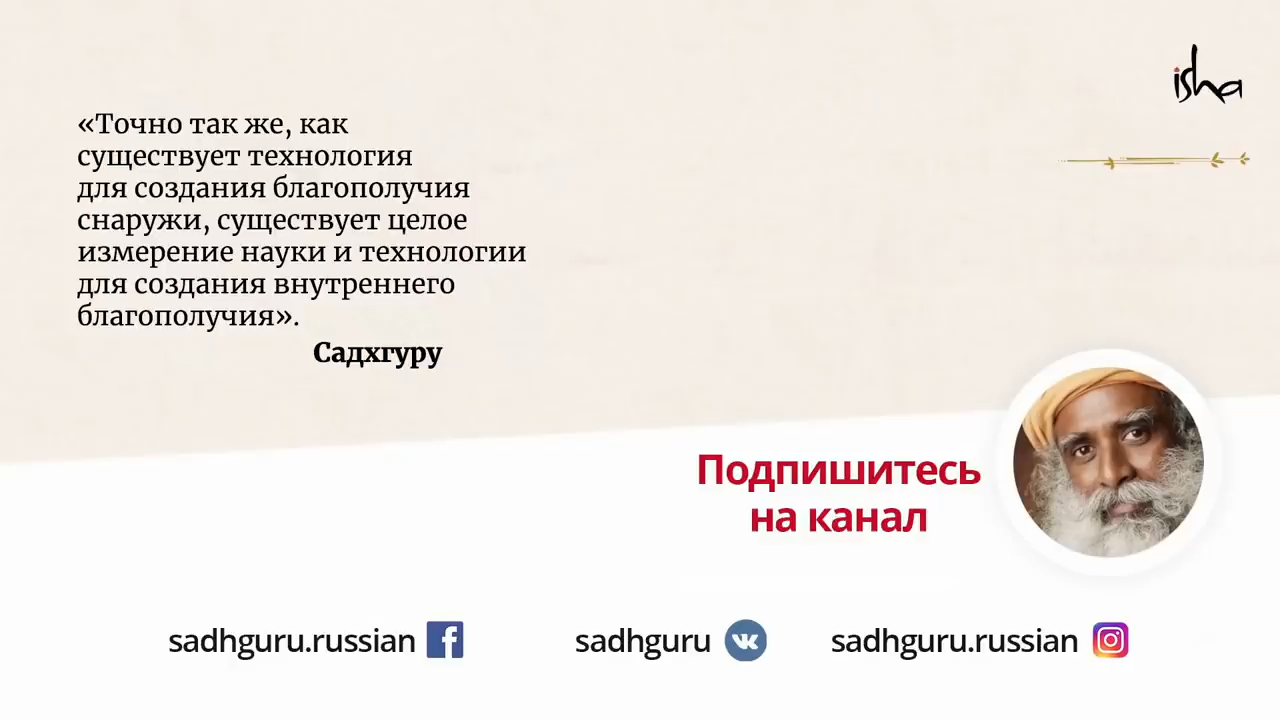 isha
«Точно так же, как
существует технология
для создания благополучия
снаружи, существует целое
измерение науки и технологии
для создания внутреннего
благополучия».
Садхгуру
Подпишитесь
на канал
sadhguru.russian
sadhguru
sadhguru.russian